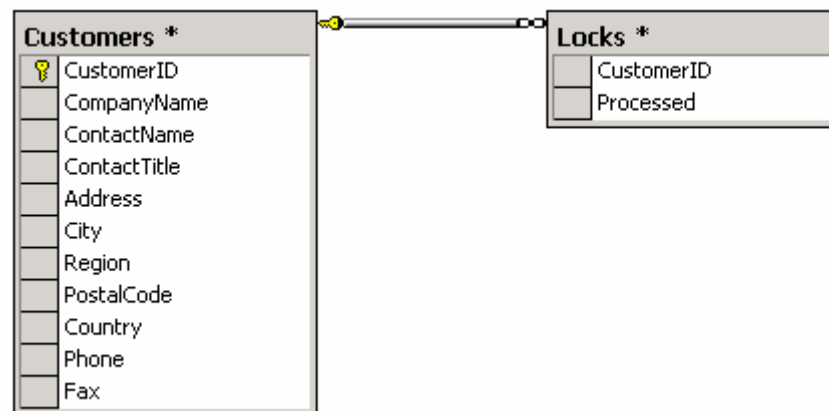 Customers *
CustomerID
CompanyName
ContactName
ContactTitle
Address
City
Region
PostalCode
Country
Phone
Fax
Locks *
CustomerID
Processed